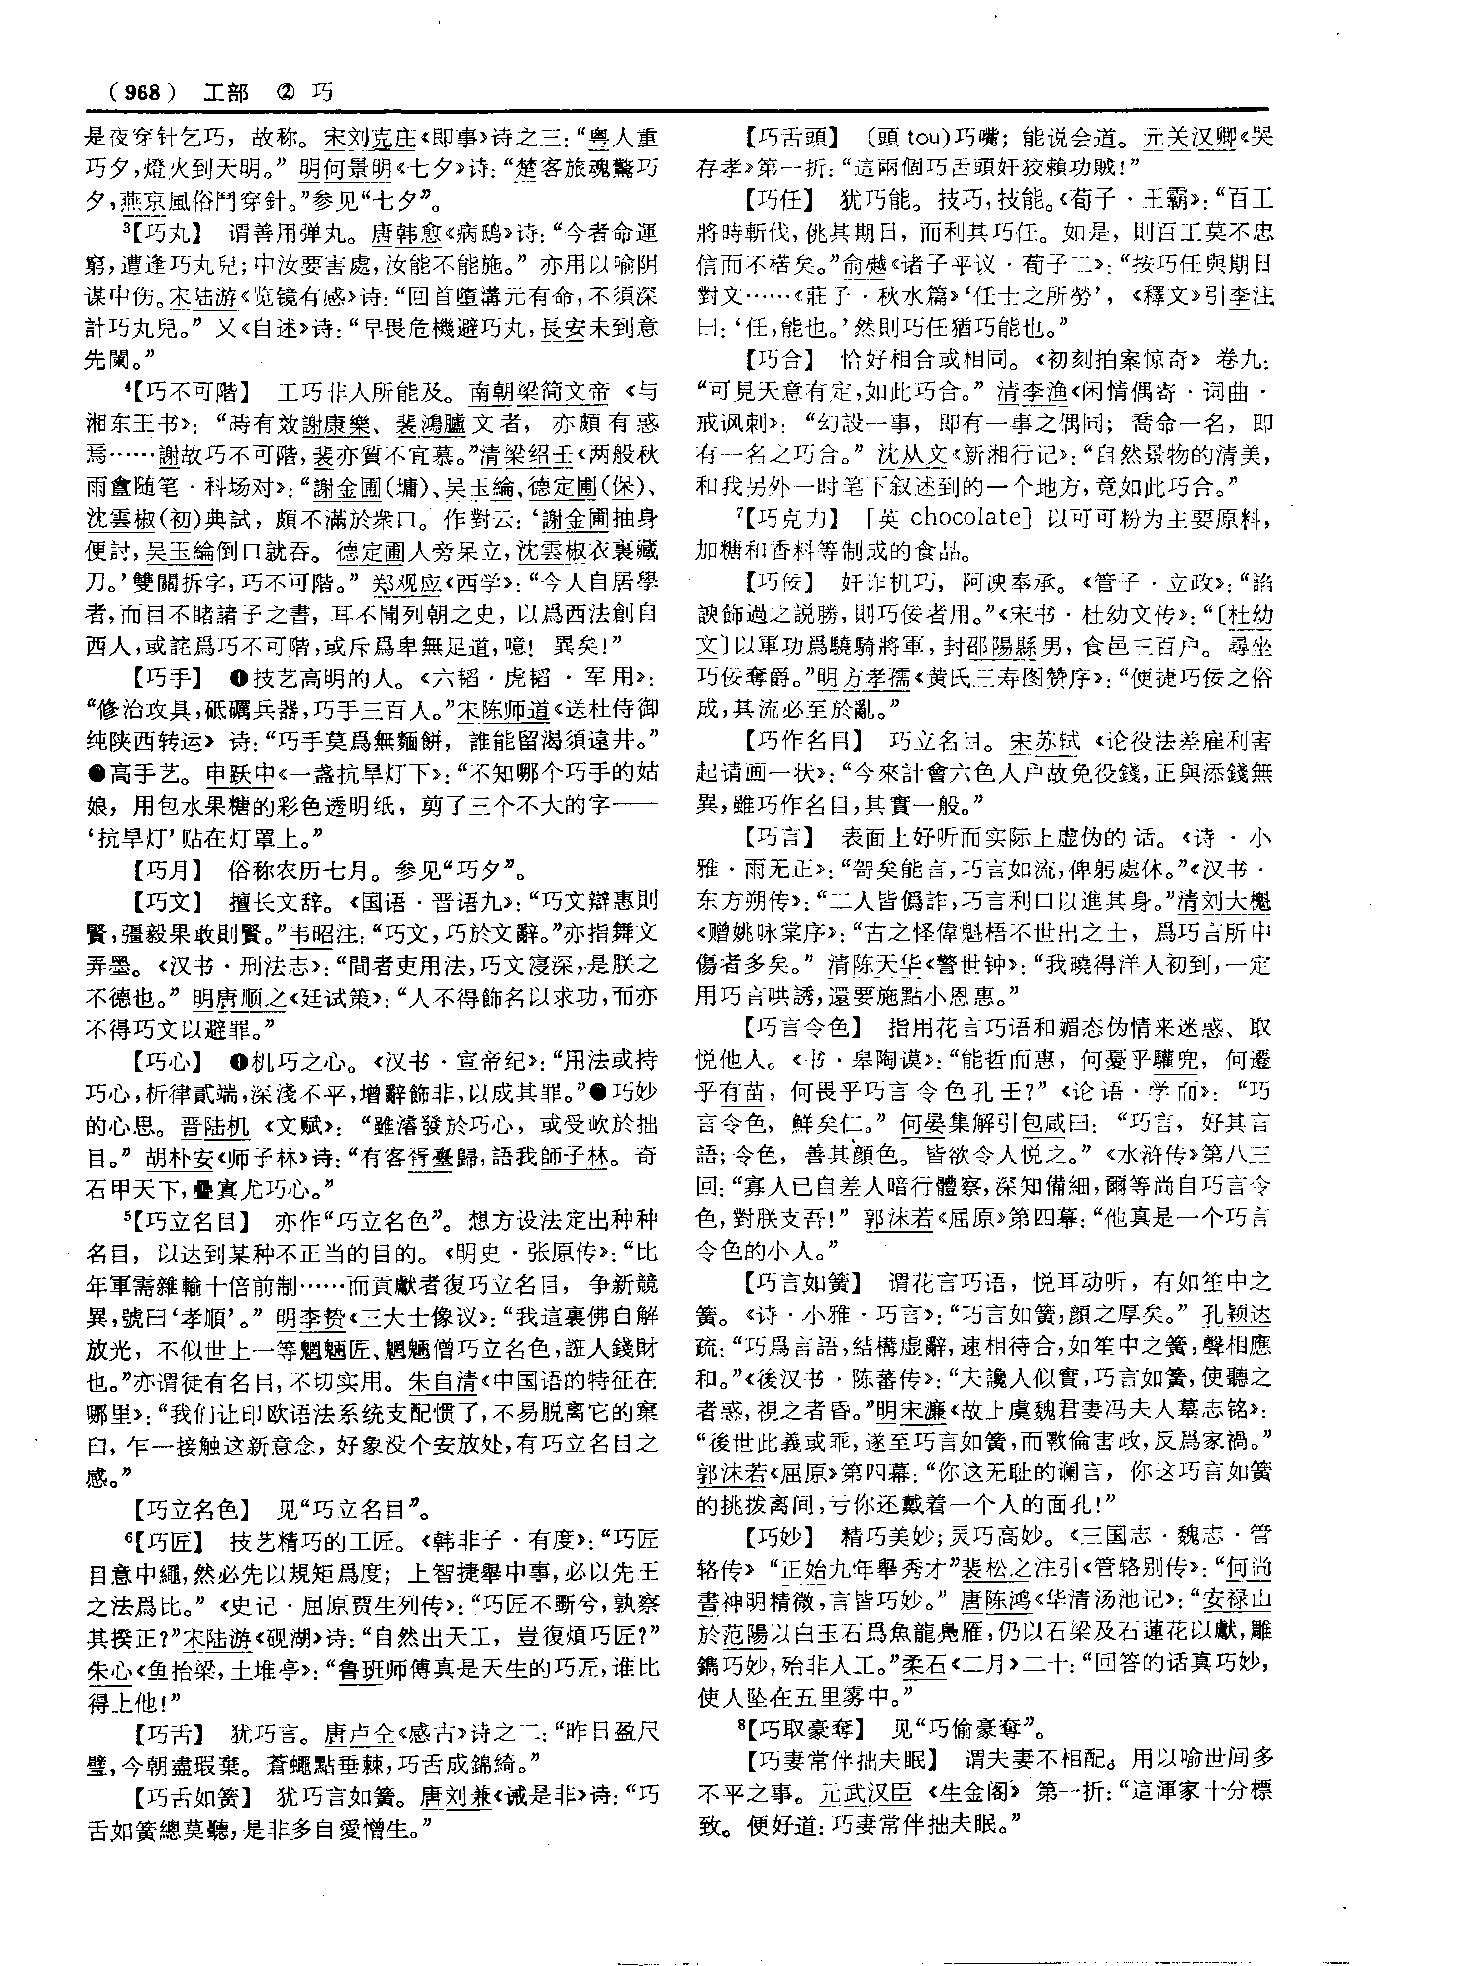 (968) 工部 ② 巧
是夜穿针乞巧，故称。宋刘克庄《即事》诗之三：“粤人重
巧夕，燈火到天明。”明何景明《七夕》诗：“楚客旅魂驚巧
夕，燕京風俗鬥穿針。”参见“七夕”。
³【巧丸】 谓善用弹丸。唐韩愈《病鸱》诗：“今者命運
窮，遭逢巧丸兒；中汝要害處，汝能不能施。”亦用以喻阴
谋中伤。宋陆游《览镜有感》诗：“回首墮溝元有命，不須深
計巧丸兒。”又《自述》诗：“早畏危機避巧丸，長安未到意
先闌。”
⁴【巧不可階】 工巧非人所能及。南朝梁简文帝《与
湘东王书》：“時有效謝康樂、裴鴻臚文者，亦頗有惑
焉……謝故巧不可階，裴亦質不宜慕。”清梁绍壬《两般秋
雨盦随笔·科场对》：“謝金圃(墉)、吴玉綸、德定圃(保)、
沈雲椒(初)典試，頗不滿於衆口。作對云：‘謝金圃抽身
便討，吴玉綸倒口就吞。德定圃人旁呆立，沈雲椒衣裏藏
刀。’雙關拆字，巧不可階。”郑观应《西学》：“今人自居學
者，而目不睹諸子之書，耳不聞列朝之史，以爲西法創自
西人，或詫爲巧不可階，或斥爲卑無足道，噫！異矣！”
【巧手】 ❶技艺高明的人。《六韬·虎韬·军用》：
“修治攻具，砥礪兵器，巧手三百人。”宋陈师道《送杜侍御
纯陕西转运》诗：“巧手莫爲無麵餅，誰能留渴須遠井。”
❷高手艺。申跃中《一盏抗旱灯下》：“不知哪个巧手的姑
娘，用包水果糖的彩色透明纸，剪了三个不大的字——
‘抗旱灯’贴在灯罩上。”
【巧月】 俗称农历七月。参见“巧夕”。
【巧文】 擅长文辞。《国语·晋语九》：“巧文辯惠則
賢，彊毅果敢則賢。”韦昭注：“巧文，巧於文辭。”亦指舞文
弄墨。《汉书·刑法志》：“間者吏用法，巧文寖深，是朕之
不德也。”明唐顺之《廷试策》：“人不得飾名以求功，而亦
不得巧文以避罪。”
【巧心】 ❶机巧之心。《汉书·宣帝纪》：“用法或持
巧心，析律貳端，深淺不平，增辭飾非，以成其罪。”❷巧妙
的心思。晋陆机《文赋》：“雖濬發於巧心，或受㰞於拙
目。”胡朴安《师子林》诗：“有客胥臺歸，語我師子林。奇
石甲天下，疊寘尤巧心。”
⁵【巧立名目】 亦作“巧立名色”。想方设法定出种种
名目，以达到某种不正当的目的。《明史·张原传》：“比
年軍需雜輸十倍前制……而貢獻者復巧立名目，争新競
異，號曰‘孝順’。”明李贽《三大士像议》：“我這裏佛自解
放光，不似世上一等魍魎匠、魍魎僧巧立名色，誑人錢財
也。”亦谓徒有名目，不切实用。朱自清《中国语的特征在
哪里》：“我们让印欧语法系统支配惯了，不易脱离它的窠
臼，乍一接触这新意念，好象没个安放处，有巧立名目之
感。”
【巧立名色】 见“巧立名目”。
⁶【巧匠】 技艺精巧的工匠。《韩非子·有度》：“巧匠
目意中繩，然必先以規矩爲度；上智捷舉中事，必以先王
之法爲比。”《史记·屈原贾生列传》：“巧匠不斲兮，孰察
其揆正？”宋陆游《砚湖》诗：“自然出天工，豈復煩巧匠？”
朱心《鱼抬梁，土堆亭》：“鲁班师傅真是天生的巧匠，谁比
得上他！”
【巧舌】 犹巧言。唐卢仝《感古》诗之二：“昨日盈尺
璧，今朝盡瑕棄。蒼蠅點垂棘，巧舌成錦綺。”
【巧舌如簧】 犹巧言如簧。唐刘兼《诫是非》诗：“巧
舌如簧總莫聽，是非多自愛憎生。”
【巧舌頭】 (頭 tou)巧嘴；能说会道。元关汉卿《哭
存孝》第一折：“這兩個巧舌頭奸狡賴功賊！”
【巧任】 犹巧能。技巧，技能。《荀子·王霸》：“百工
將時斬伐，佻其期日，而利其巧任。如是，則百工莫不忠
信而不楛矣。”俞樾《诸子平议·荀子二》：“按巧任與期日
對文……《莊子·秋水篇》‘任士之所勞’，《釋文》引李注
曰：‘任，能也。’然則巧任猶巧能也。”
【巧合】 恰好相合或相同。《初刻拍案惊奇》卷九：
“可見天意有定，如此巧合。”清李渔《闲情偶寄·词曲·
戒讽刺》：“幻設一事，即有一事之偶同；喬命一名，即
有一名之巧合。”沈从文《新湘行记》：“自然景物的清美，
和我另外一时笔下叙述到的一个地方，竟如此巧合。”
⁷【巧克力】 [英 chocolate] 以可可粉为主要原料，
加糖和香料等制成的食品。
【巧佞】 奸诈机巧，阿谀奉承。《管子·立政》：“諂
諛飾過之説勝，則巧佞者用。”《宋书·杜幼文传》：“〔杜幼
文〕以軍功爲驍騎將軍，封邵陽縣男，食邑三百户。尋坐
巧佞奪爵。”明方孝孺《黄氏三寿图赞序》：“便捷巧佞之俗
成，其流必至於亂。”
【巧作名目】 巧立名目。宋苏轼《论役法差雇利害
起请画一状》：“今來計會六色人户故免役錢，正與添錢無
異，雖巧作名目，其實一般。”
【巧言】 表面上好听而实际上虚伪的话。《诗·小
雅·雨无正》：“哿矣能言，巧言如流，俾躬處休。”《汉书·
东方朔传》：“二人皆僞詐，巧言利口以進其身。”清刘大櫆
《赠姚咏棠序》：“古之怪偉魁梧不世出之士，爲巧言所中
傷者多矣。”清陈天华《警世钟》：“我曉得洋人初到，一定
用巧言哄誘，還要施點小恩惠。”
【巧言令色】 指用花言巧语和媚态伪情来迷惑、取
悦他人。《书·皋陶谟》：“能哲而惠，何憂乎驩兜，何遷
乎有苗，何畏乎巧言令色孔壬？”《论语·学而》：“巧
言令色，鮮矣仁。”何晏集解引包咸曰：“巧言，好其言
語；令色，善其顔色。皆欲令人悦之。”《水浒传》第八三
回：“寡人已自差人暗行體察，深知備細，爾等尚自巧言令
色，對朕支吾！”郭沫若《屈原》第四幕：“他真是一个巧言
令色的小人。”
【巧言如簧】 谓花言巧语，悦耳动听，有如笙中之
簧。《诗·小雅·巧言》：“巧言如簧，顔之厚矣。”孔颖达
疏：“巧爲言語，結構虚辭，速相待合，如笙中之簧，聲相應
和。”《後汉书·陈蕃传》：“夫讒人似實，巧言如簧，使聽之
者惑，視之者昏。”明宋濂《故上虞魏君妻冯夫人墓志铭》：
“後世此義或乖，遂至巧言如簧，而斁倫害政，反爲家禍。”
郭沫若《屈原》第四幕：“你这无耻的谰言，你这巧言如簧
的挑拨离间，亏你还戴着一个人的面孔！”
【巧妙】 精巧美妙；灵巧高妙。《三国志·魏志·管
辂传》“正始九年舉秀才”裴松之注引《管辂别传》：“何尚
書神明精微，言皆巧妙。”唐陈鸿《华清汤池记》：“安禄山
於范陽以白玉石爲魚龍鳧雁，仍以石梁及石蓮花以獻，雕
鐫巧妙，殆非人工。”柔石《二月》二十：“回答的话真巧妙，
使人坠在五里雾中。”
⁸【巧取豪奪】 见“巧偷豪奪”。
【巧妻常伴拙夫眠】 谓夫妻不相配。用以喻世间多
不平之事。元武汉臣《生金阁》第一折：“這渾家十分標
致。便好道：巧妻常伴拙夫眠。”